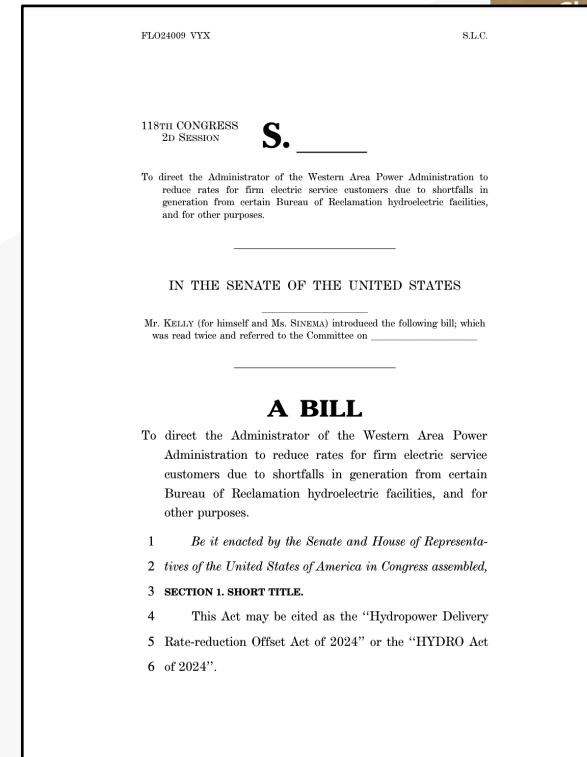 FLO24009 VYX S.L.C.
118TH CONGRESS
2D SESSION
S. ________
To direct the Administrator of the Western Area Power Administration to
reduce rates for firm electric service customers due to shortfalls in
generation from certain Bureau of Reclamation hydroelectric facilities,
and for other purposes.
IN THE SENATE OF THE UNITED STATES
Mr. KELLY (for himself and Ms. SINEMA) introduced the following bill; which
was read twice and referred to the Committee on ________________
A BILL
To direct the Administrator of the Western Area Power
Administration to reduce rates for firm electric service
customers due to shortfalls in generation from certain
Bureau of Reclamation hydroelectric facilities, and for
other purposes.
1 Be it enacted by the Senate and House of Representa-
2 tives of the United States of America in Congress assembled,
3 SECTION 1. SHORT TITLE.
4 This Act may be cited as the ‘‘Hydropower Delivery
5 Rate-reduction Offset Act of 2024’’ or the ‘‘HYDRO Act
6 of 2024’’.